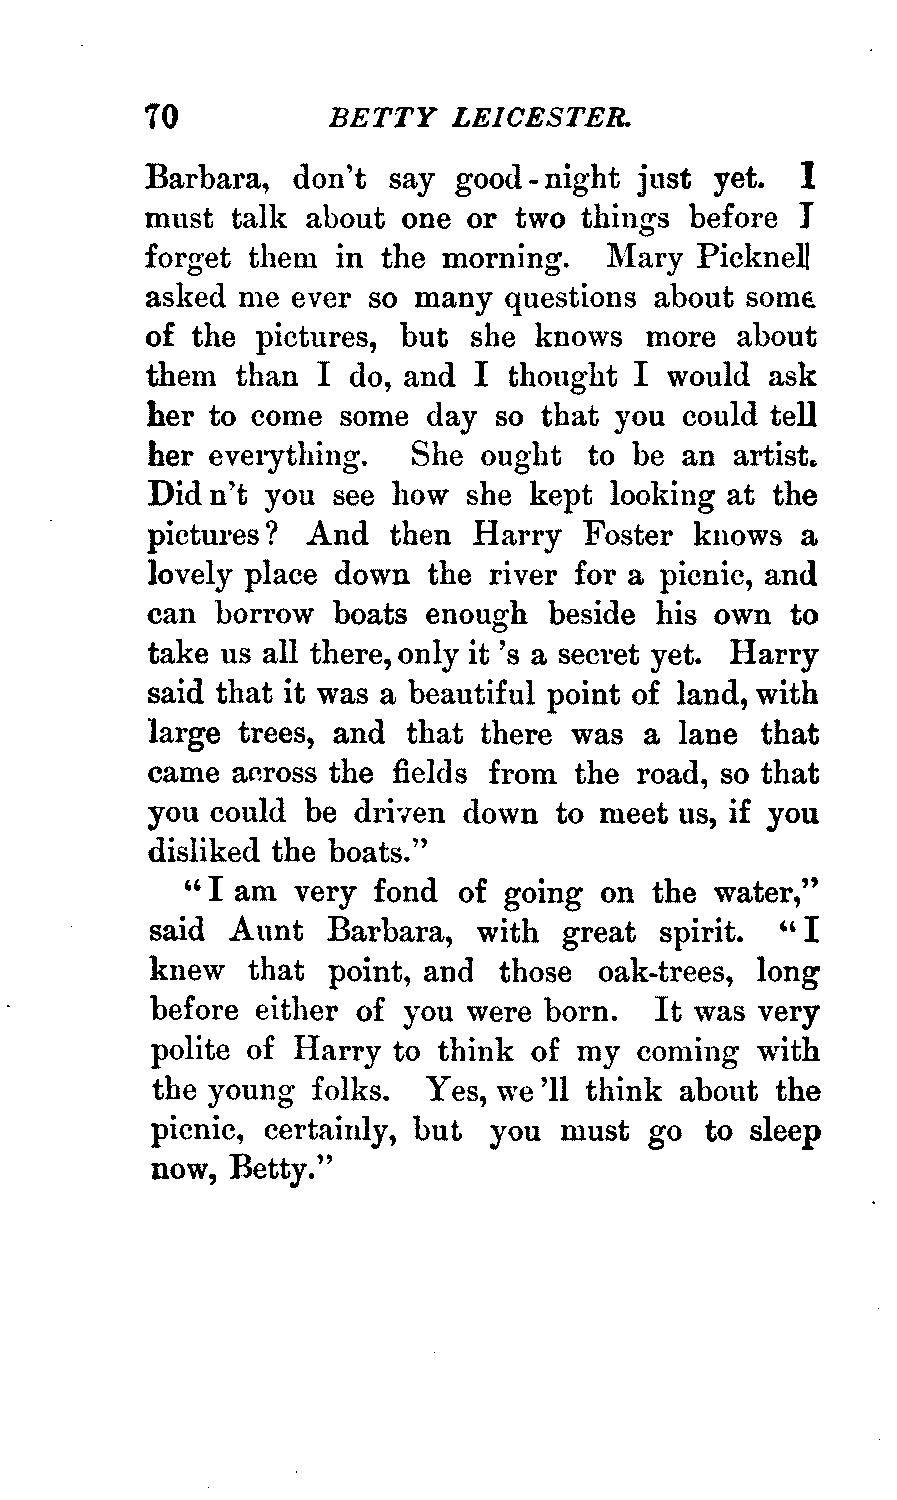 70 BETTY LEICESTER.
Barbara, don't say good-night just yet. I
must talk about one or two things before I
forget them in the morning. Mary Picknell
asked me ever so many questions about some
of the pictures, but she knows more about
them than I do, and I thought I would ask
her to come some day so that you could tell
her everything. She ought to be an artist.
Did n't you see how she kept looking at the
pictures? And then Harry Foster knows a
lovely place down the river for a picnic, and
can borrow boats enough beside his own to
take us all there, only it 's a secret yet. Harry
said that it was a beautiful point of land, with
large trees, and that there was a lane that
came across the fields from the road, so that
you could be driven down to meet us, if you
disliked the boats."
"I am very fond of going on the water,"
said Aunt Barbara, with great spirit. "I
knew that point, and those oak-trees, long
before either of you were born. It was very
polite of Harry to think of my coming with
the young folks. Yes, we 'll think about the
picnic, certainly, but you must go to sleep
now, Betty."